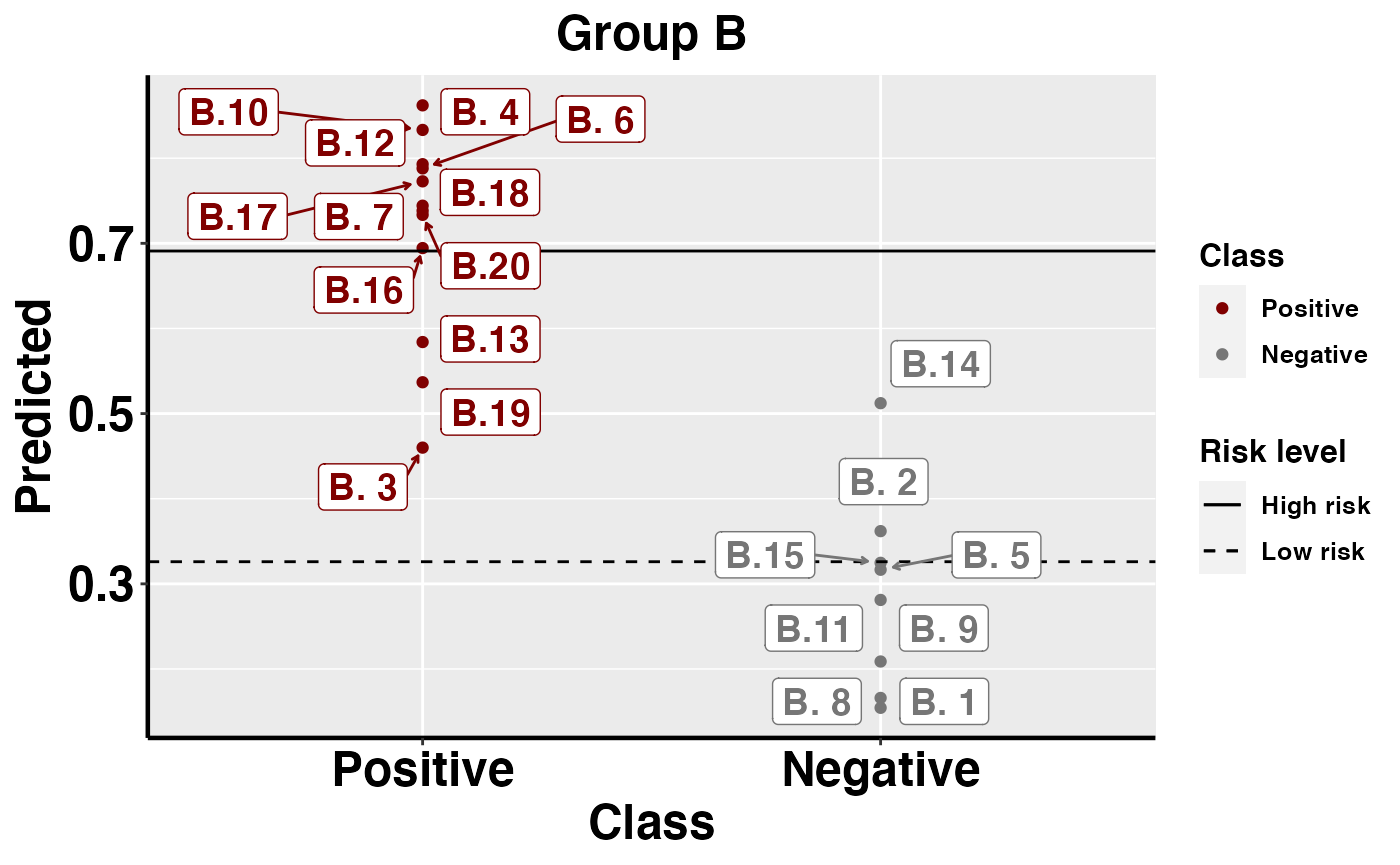 Group B
B.10
B. 4
B. 6
B.12
B.18
B.17
B. 7
0.7
B.20
B.16
B.13
B.14
B.19
0.5
B. 3
B. 2
B.15
B. 5
0.3
B.11
B. 9
B. 8
B. 1
Predicted
Positive
Negative
Class
Class
Positive
Negative
Risk level
High risk
Low risk